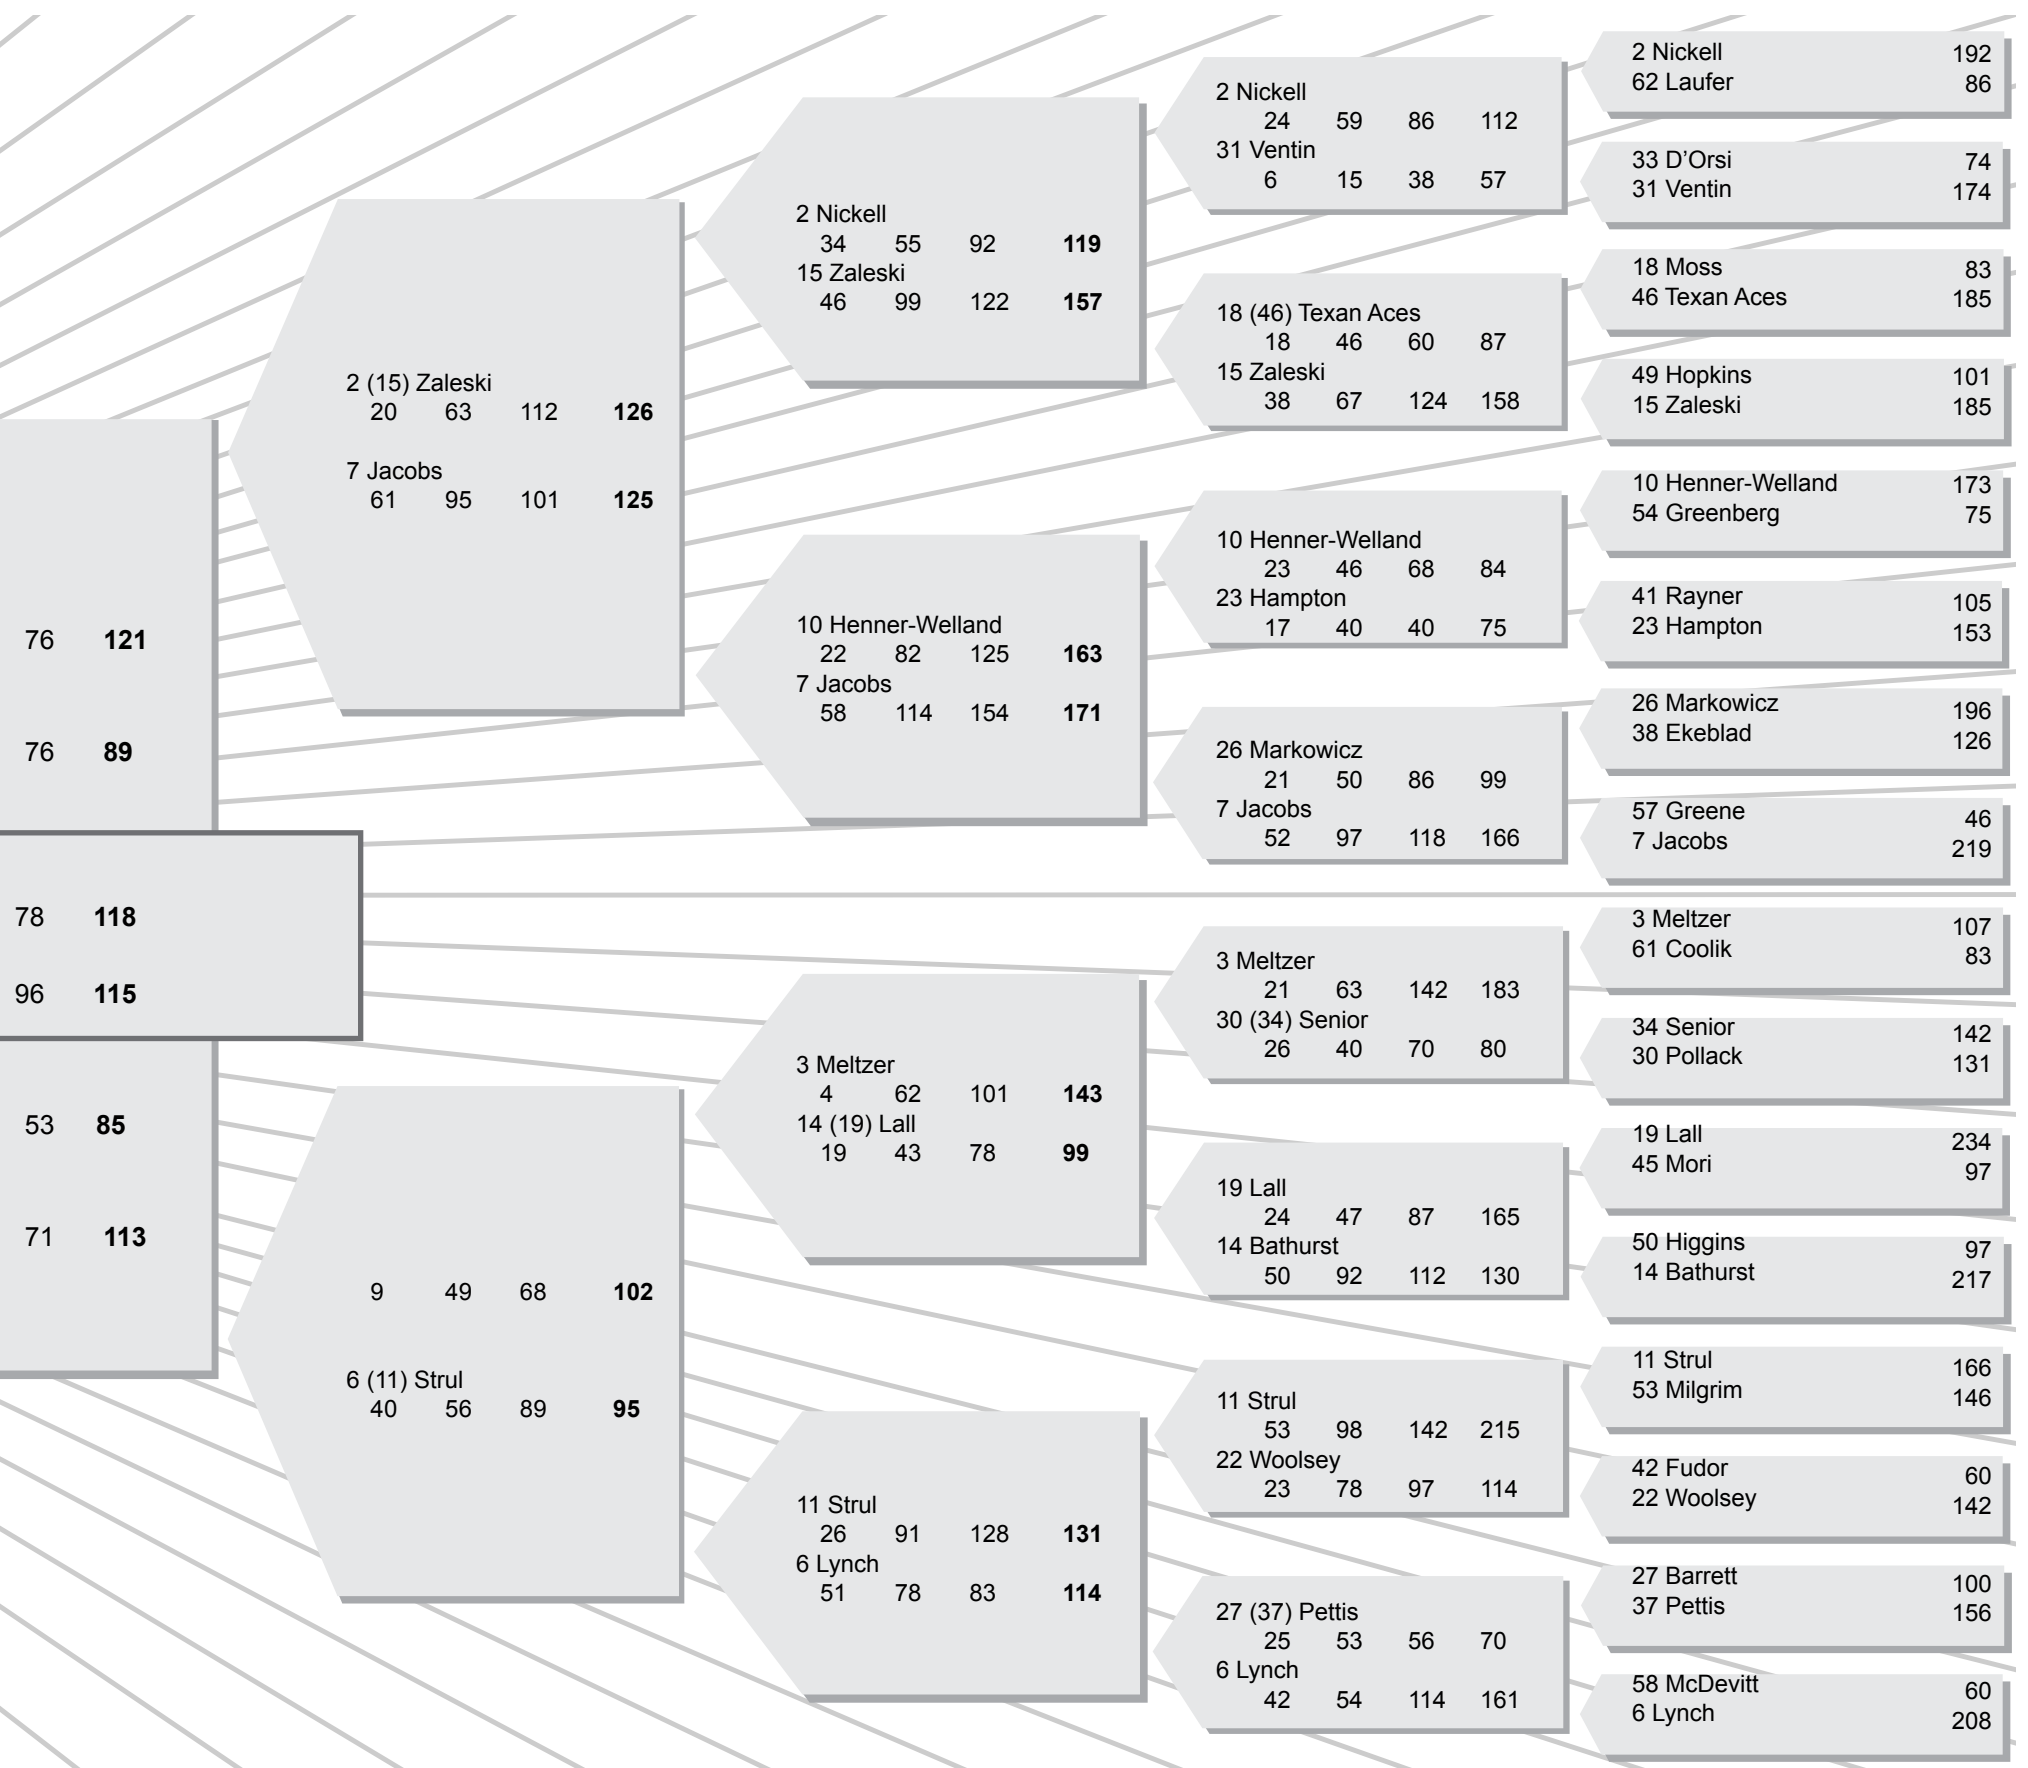 76 121
76 89
78 118
96 115
53 85
71 113
2 (15) Zaleski
20 63 112 126
7 Jacobs
61 95 101 125
9 49 68 102
6 (11) Strul
40 56 89 95
2 Nickell
34 55 92 119
15 Zaleski
46 99 122 157
10 Henner-Welland
22 82 125 163
7 Jacobs
58 114 154 171
3 Meltzer
4 62 101 143
14 (19) Lall
19 43 78 99
11 Strul
26 91 128 131
6 Lynch
51 78 83 114
2 Nickell
24 59 86 112
31 Ventin
6 15 38 57
18 (46) Texan Aces
18 46 60 87
15 Zaleski
38 67 124 158
10 Henner-Welland
23 46 68 84
23 Hampton
17 40 40 75
26 Markowicz
21 50 86 99
7 Jacobs
52 97 118 166
3 Meltzer
21 63 142 183
30 (34) Senior
26 40 70 80
19 Lall
24 47 87 165
14 Bathurst
50 92 112 130
11 Strul
53 98 142 215
22 Woolsey
23 78 97 114
27 (37) Pettis
25 53 56 70
6 Lynch
42 54 114 161
2 Nickell 192
62 Laufer 86
33 D’Orsi 74
31 Ventin 174
18 Moss 83
46 Texan Aces 185
49 Hopkins 101
15 Zaleski 185
10 Henner-Welland 173
54 Greenberg 75
41 Rayner 105
23 Hampton 153
26 Markowicz 196
38 Ekeblad 126
57 Greene 46
7 Jacobs 219
3 Meltzer 107
61 Coolik 83
34 Senior 142
30 Pollack 131
19 Lall 234
45 Mori 97
50 Higgins 97
14 Bathurst 217
11 Strul 166
53 Milgrim 146
42 Fudor 60
22 Woolsey 142
27 Barrett 100
37 Pettis 156
58 McDevitt 60
6 Lynch 208